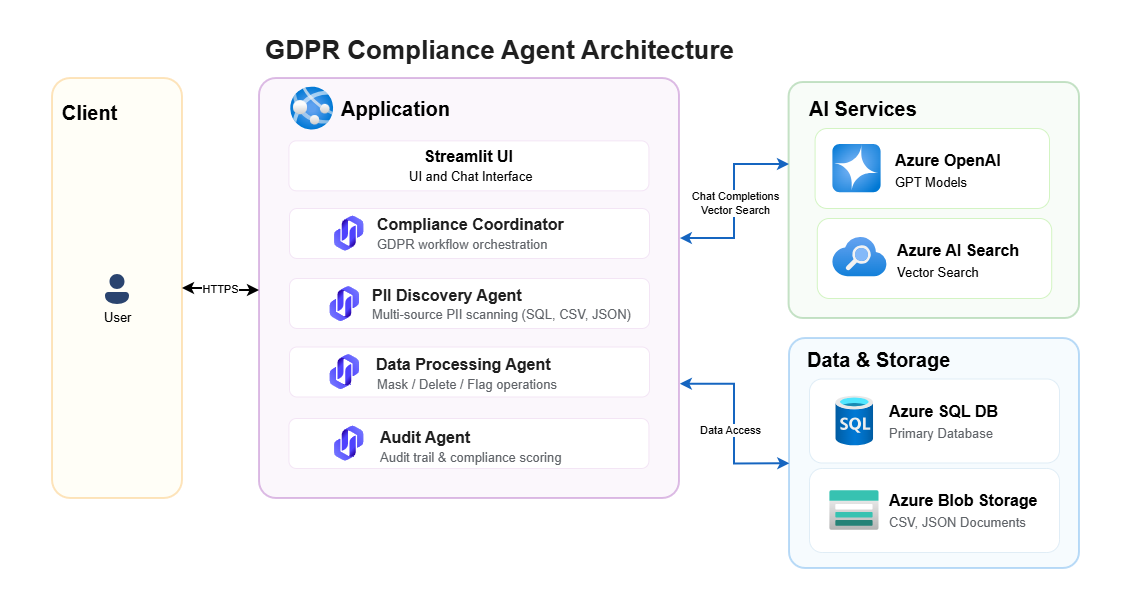 GDPR Compliance Agent Architecture
Client
User
HTTPS
Application
Streamlit UI
UI and Chat Interface
Compliance Coordinator
GDPR workflow orchestration
PII Discovery Agent
Multi-source PII scanning (SQL, CSV, JSON)
Data Processing Agent
Mask / Delete / Flag operations
Audit Agent
Audit trail & compliance scoring
Chat Completions
Vector Search
Data Access
AI Services
Azure OpenAI
GPT Models
Azure AI Search
Vector Search
Data & Storage
SQL
Azure SQL DB
Primary Database
Azure Blob Storage
CSV, JSON Documents